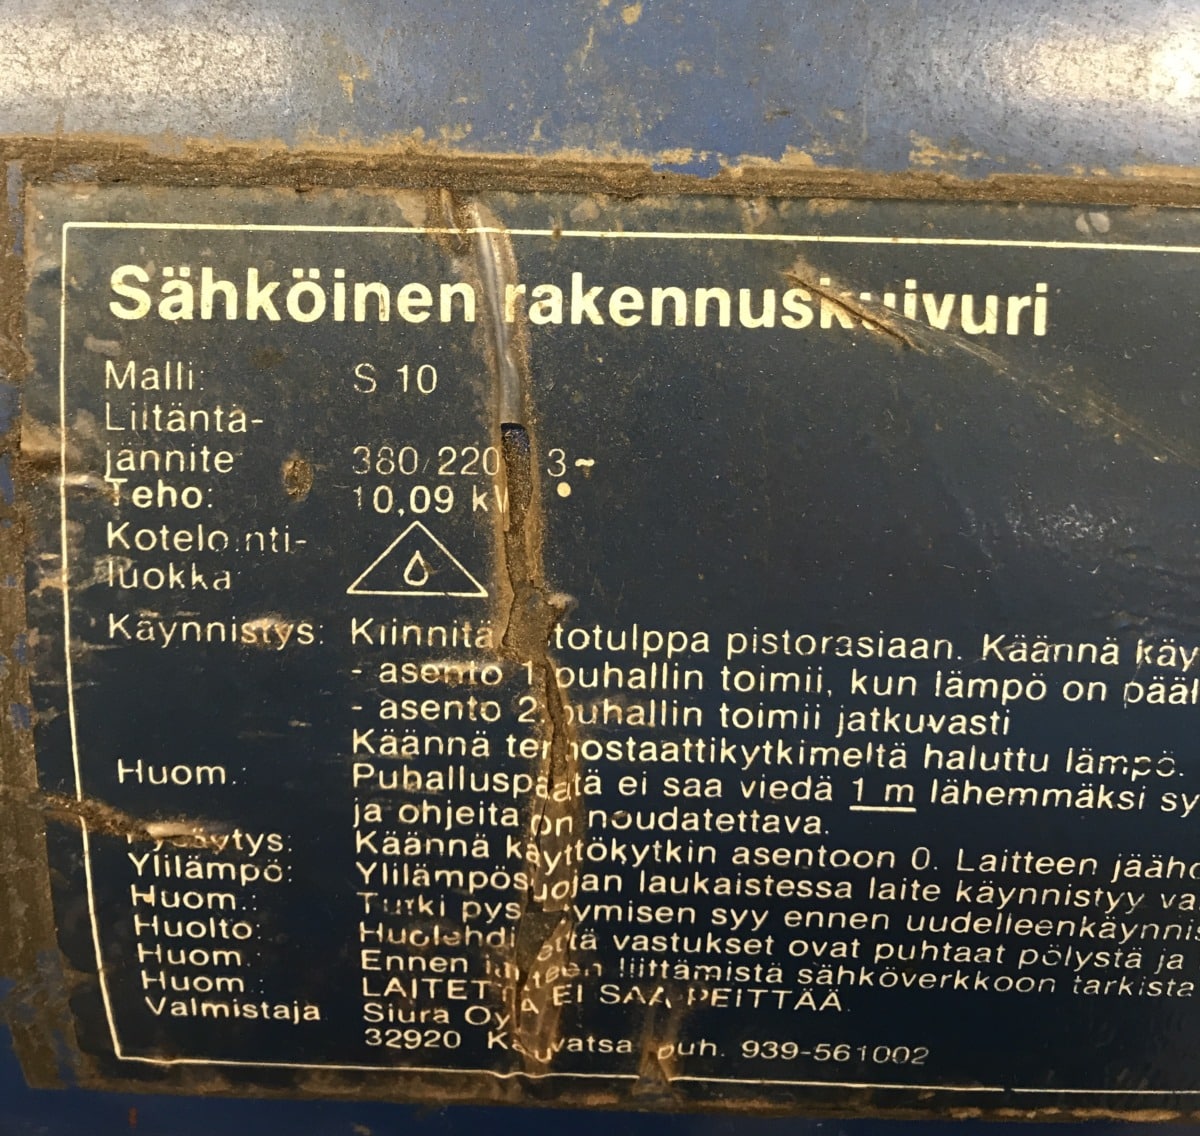 Sähköinen rakennuskuivuri
Malli: S 10
Liitäntä-
jännite 380/220 3~
Teho: 10,09 kW
Kotelointi-
luokka
Käynnistys: Kiinnitä pistorasiaan. Käännä
- asento 1. puhallin toimii, kun lämpö on
- asento 2. puhallin toimii jatkuvasti
Käännä termostaattikytkimeltä haluttu lämpö.
Huom.: Puhalluspäätä ei saa viedä 1 m lähemmäksi
ja ohjeita on noudatettava.
Pysäytys: Käännä käyttökytkin asentoon 0. Laitteen
Ylilämpö: Ylilämpösuojan laukaistessa laite käynnistyy
Huom.: Tutki pysähtymisen syy ennen
Huolto: Huolehdi että vastukset ovat puhtaat pölystä ja
Huom.: Ennen laitteen liittämistä sähköverkkoon tarkista
Huom.: LAITETTA EI SAA PEITTÄÄ
Valmistaja Siura Oy
32920 Kauvatsa puh. 939-561002